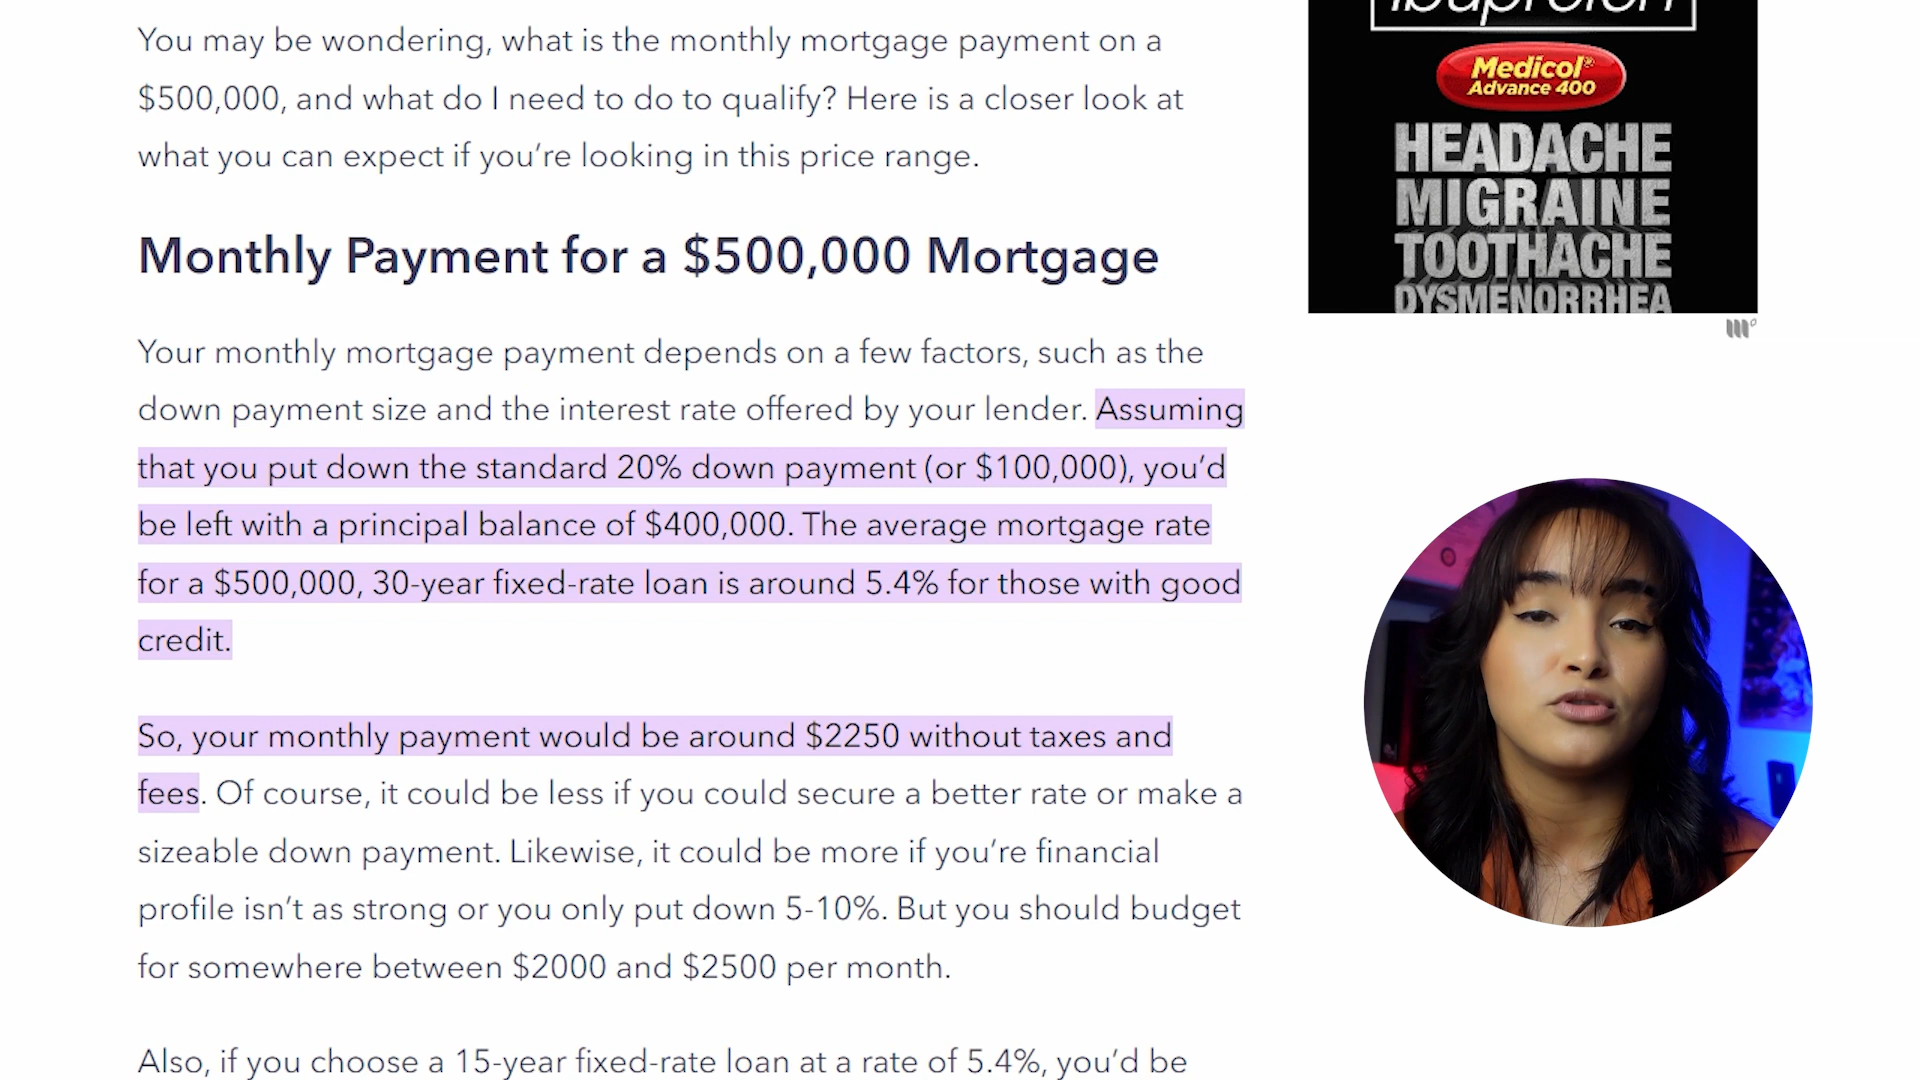 You may be wondering, what is the monthly mortgage payment on a
$500,000, and what do I need to do to qualify? Here is a closer look at
what you can expect if you’re looking in this price range.
Monthly Payment for a $500,000 Mortgage
Your monthly mortgage payment depends on a few factors, such as the
down payment size and the interest rate offered by your lender. Assuming
that you put down the standard 20% down payment (or $100,000), you’d
be left with a principal balance of $400,000. The average mortgage rate
for a $500,000, 30-year fixed-rate loan is around 5.4% for those with good
credit.
So, your monthly payment would be around $2250 without taxes and
fees. Of course, it could be less if you could secure a better rate or make a
sizeable down payment. Likewise, it could be more if you’re financial
profile isn’t as strong or you only put down 5-10%. But you should budget
for somewhere between $2000 and $2500 per month.
Also, if you choose a 15-year fixed-rate loan at a rate of 5.4%, you’d be
ibuprofen
Medicol®
Advance 400
HEADACHE
MIGRAINE
TOOTHACHE
DYSMENORRHEA